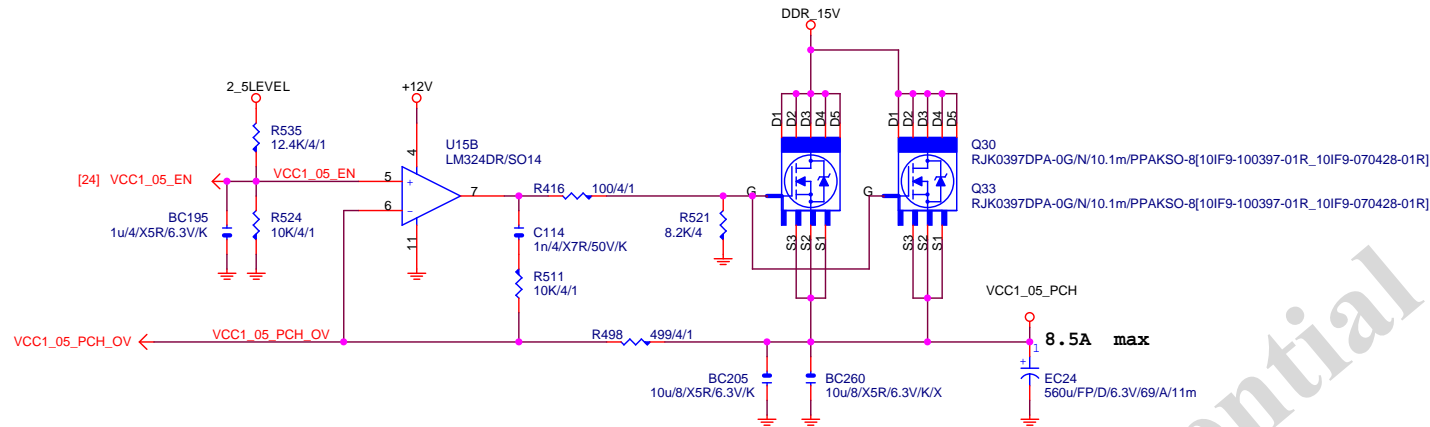 DDR_15V
2_5LEVEL
+12V
R535
12.4K/4/1
U15B
LM324DR/SO14
4
D1
D2
D3
D4
D5
D1
D2
D3
D4
D5
Q30
RJK0397DPA-0G/N/10.1m/PPAKSO-8[10IF9-100397-01R_10IF9-070428-01R]
Q33
RJK0397DPA-0G/N/10.1m/PPAKSO-8[10IF9-100397-01R_10IF9-070428-01R]
[24] VCC1_05_EN
VCC1_05_EN
5
+
7
6
-
11
R416
100/4/1
G
G
BC195
1u/4/X5R/6.3V/K
R524
10K/4/1
C114
1n/4/X7R/50V/K
R521
8.2K/4
S3
S2
S1
S3
S2
S1
R511
10K/4/1
VCC1_05_PCH
VCC1_05_PCH_OV
VCC1_05_PCH_OV
R498
499/4/1
8.5A max
1
+
BC205
10u/8/X5R/6.3V/K
BC260
10u/8/X5R/6.3V/K/X
EC24
560u/FP/D/6.3V/69/A/11m
ential